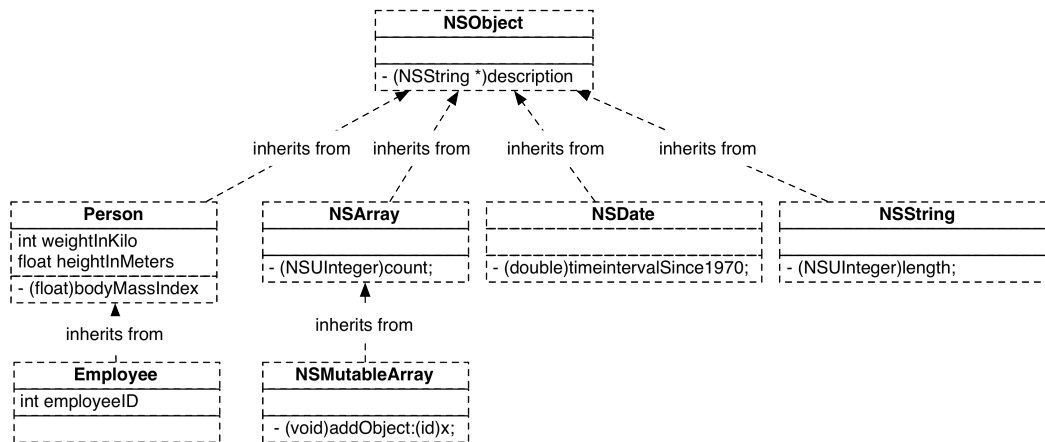 NSObject
- (NSString *)description
inherits from
inherits from
inherits from
inherits from
Person
int weightInKilo
float heightInMeters
- (float)bodyMassIndex
NSArray
- (NSUInteger)count;
NSDate
- (double)timeintervalSince1970;
NSString
- (NSUInteger)length;
inherits from
inherits from
Employee
int employeeID
NSMutableArray
- (void)addObject:(id)x;